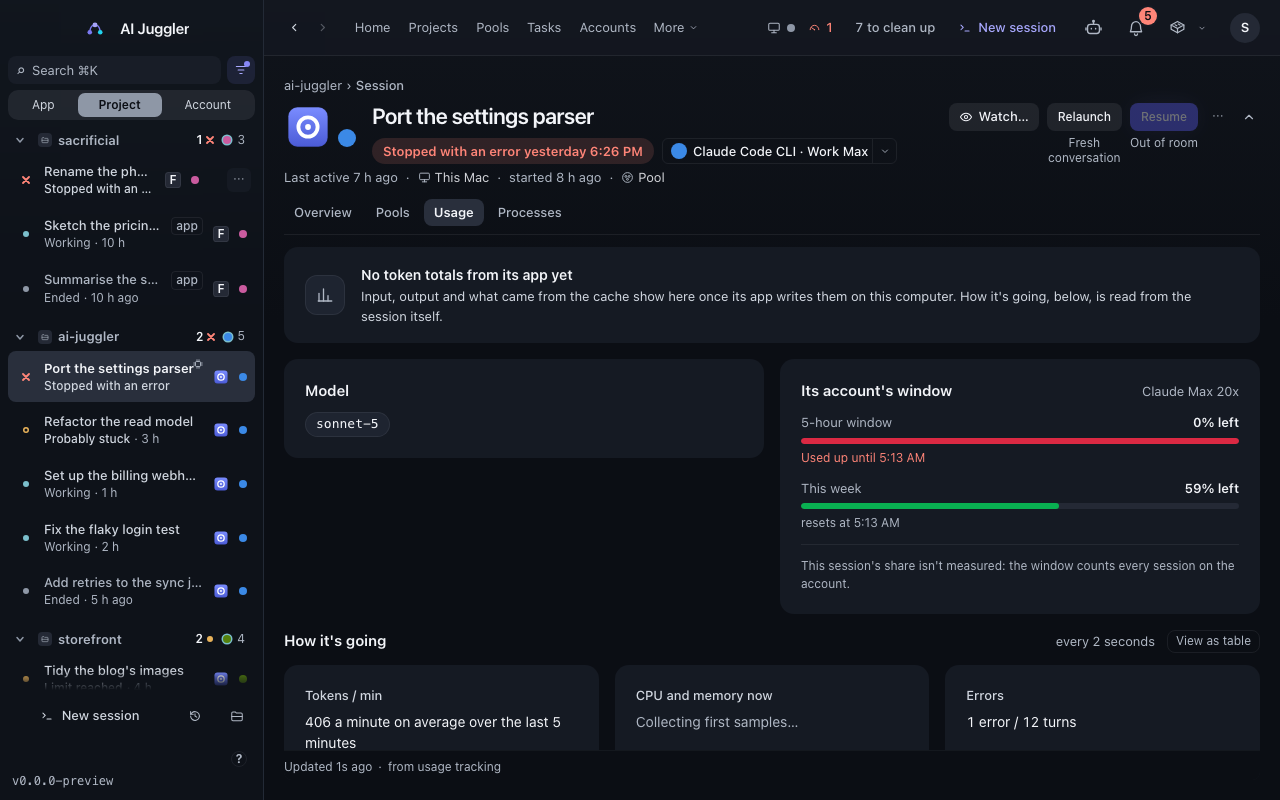 AI Juggler
Search ⌘K
App Project Account
sacrificial 1 3
Rename the ph...
Stopped with an ...
F
Sketch the pricin... app
Working · 10 h
F
Summarise the s... app
Ended · 10 h ago
F
ai-juggler 2 5
Port the settings parser
Stopped with an error
Refactor the read model
Probably stuck · 3 h
Set up the billing webh...
Working · 1 h
Fix the flaky login test
Working · 2 h
Add retries to the sync j...
Ended · 5 h ago
storefront 2 4
Tidy the blog's images
Limit reached · 4 h
New session
?
v0.0.0-preview
Home Projects Pools Tasks Accounts More
1 7 to clean up New session 5 S
ai-juggler › Session
Port the settings parser
Stopped with an error yesterday 6:26 PM
Claude Code CLI · Work Max
Last active 7 h ago · This Mac · started 8 h ago · Pool
Watch... Relaunch Resume ...
Fresh conversation
Out of room
Overview Pools Usage Processes
No token totals from its app yet
Input, output and what came from the cache show here once its app writes them on this computer. How it's going, below, is read from the
session itself.
Model
sonnet-5
Its account's window Claude Max 20x
5-hour window 0% left
Used up until 5:13 AM
This week 59% left
resets at 5:13 AM
This session's share isn't measured: the window counts every session on the
account.
How it's going every 2 seconds View as table
Tokens / min
406 a minute on average over the last 5
minutes
CPU and memory now
Collecting first samples...
Errors
1 error / 12 turns
Updated 1s ago · from usage tracking